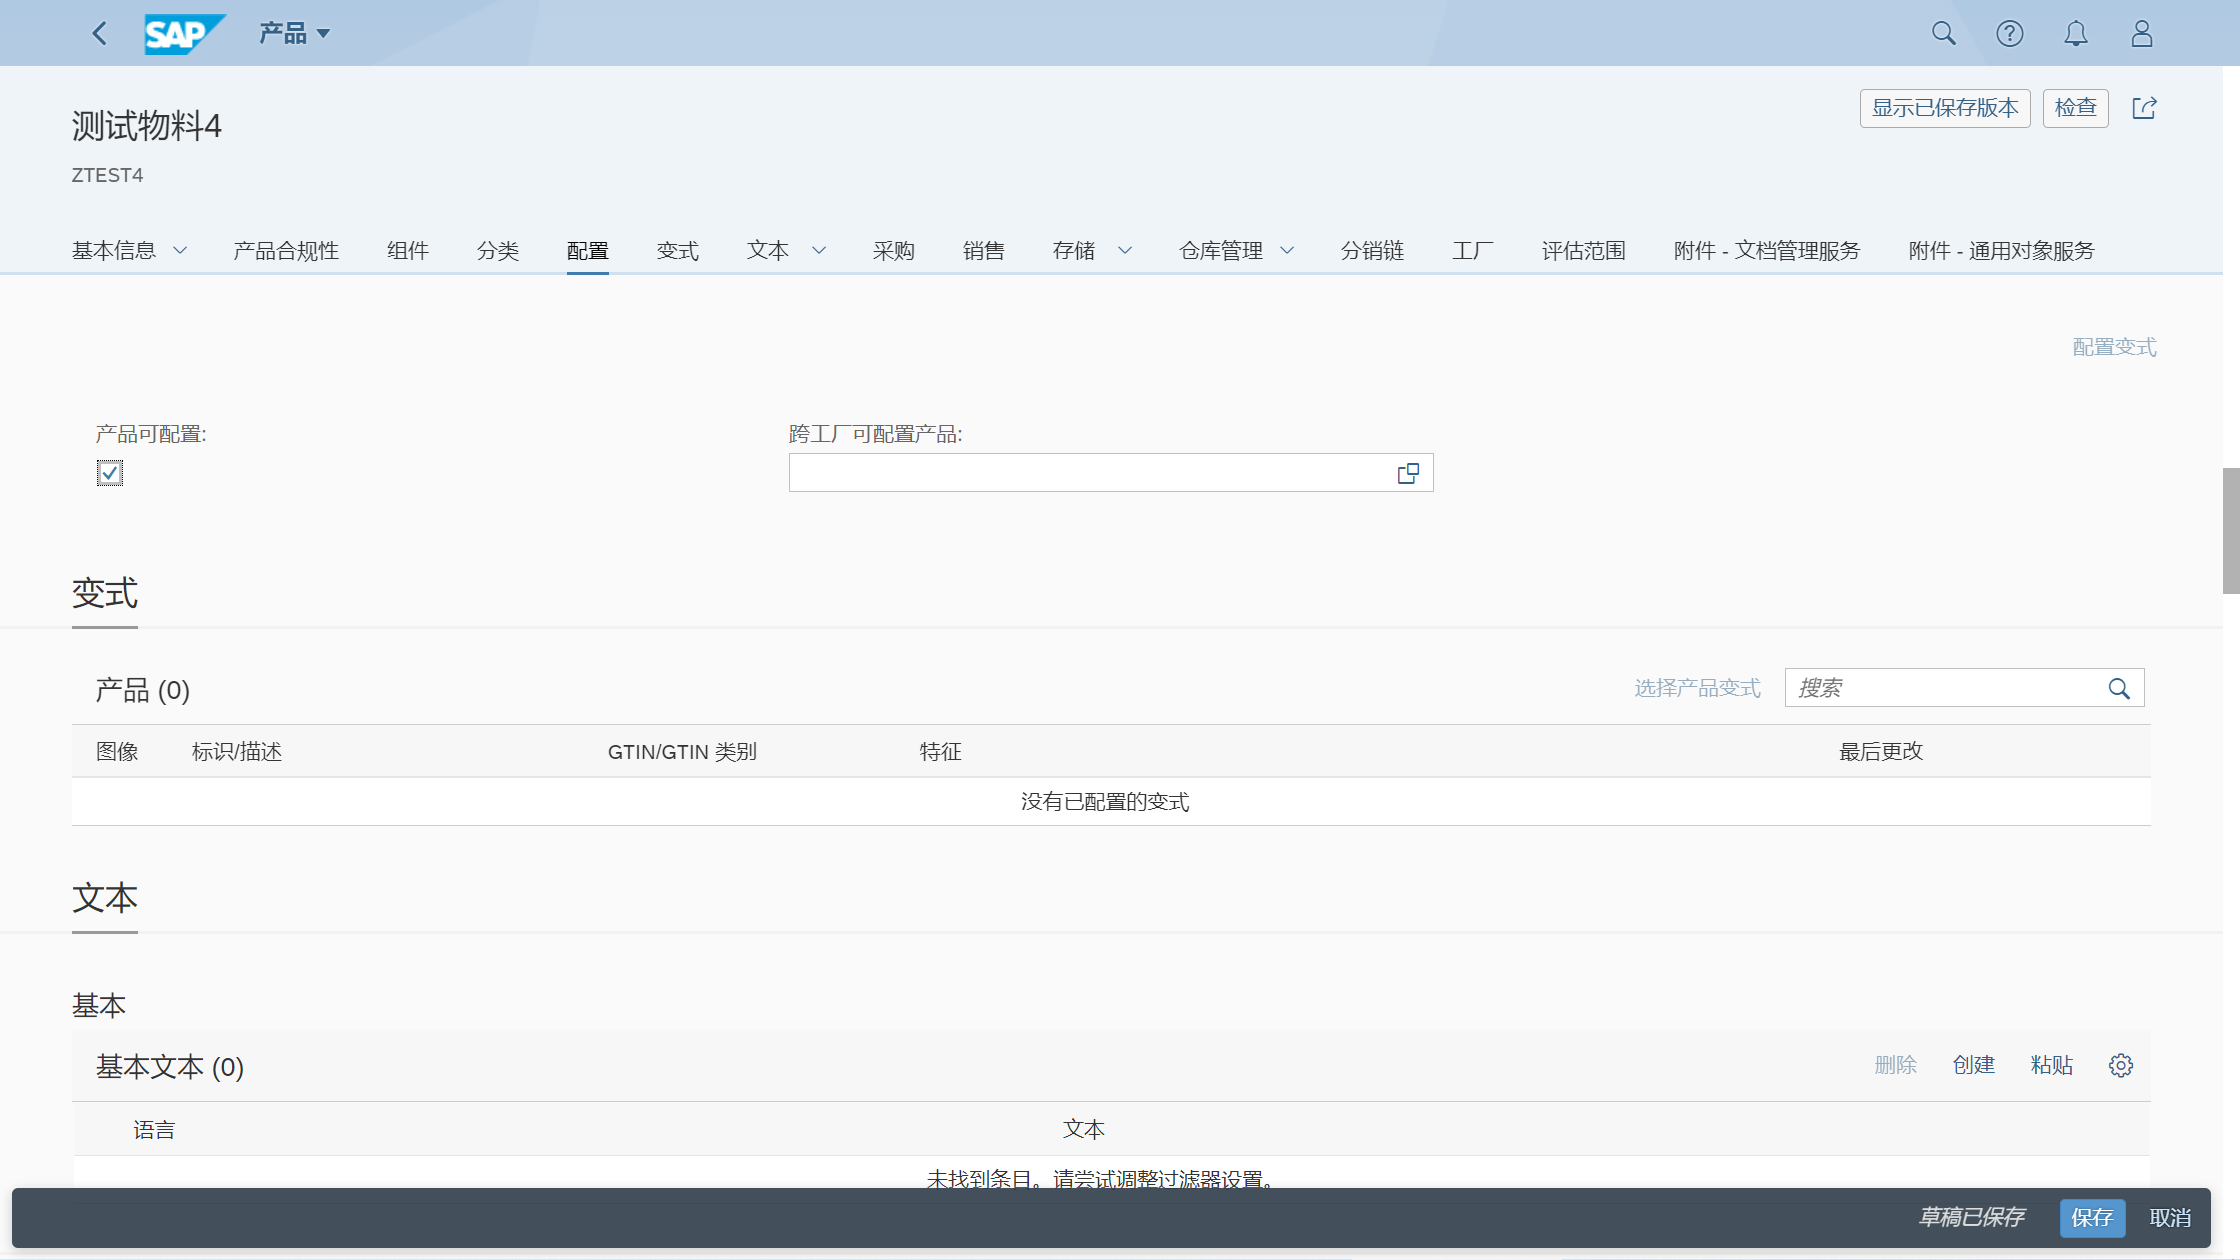 SAP 产品
测试物料4
显示已保存版本 检查
ZTEST4
基本信息 产品合规性 组件 分类 配置 变式 文本 采购 销售 存储 仓库管理 分销链 工厂 评估范围 附件 - 文档管理服务 附件 - 通用对象服务
配置变式
产品可配置: 跨工厂可配置产品:
变式
产品 (0) 选择产品变式 搜索
图像 标识/描述 GTIN/GTIN 类别 特征 最后更改
没有已配置的变式
文本
基本
基本文本 (0) 删除 创建 粘贴
语言 文本
未找到条目。请尝试调整过滤器设置。
草稿已保存 保存 取消